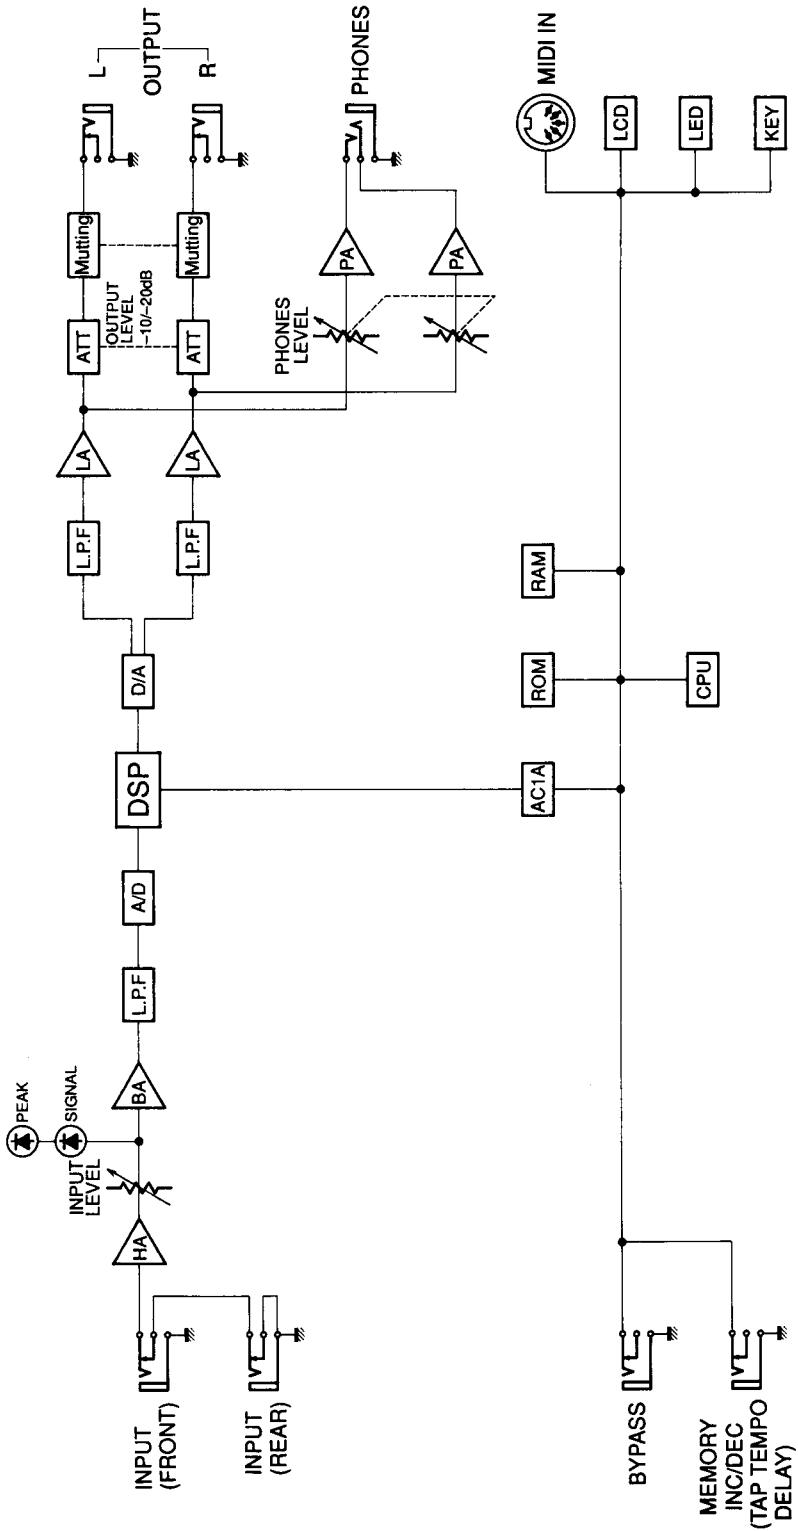 INPUT
(FRONT)
INPUT
(REAR)
HA
INPUT
LEVEL
PEAK
SIGNAL
BA
L.P.F
A/D
DSP
D/A
L.P.F
L.P.F
LA
LA
ATT
ATT
OUTPUT
LEVEL
-10/-20dB
Mutting
Mutting
L
OUTPUT
R
PHONES
LEVEL
PA
PA
PHONES
BYPASS
MEMORY
INC/DEC
(TAP TEMPO
DELAY)
AC1A
ROM
RAM
CPU
MIDI IN
LCD
LED
KEY